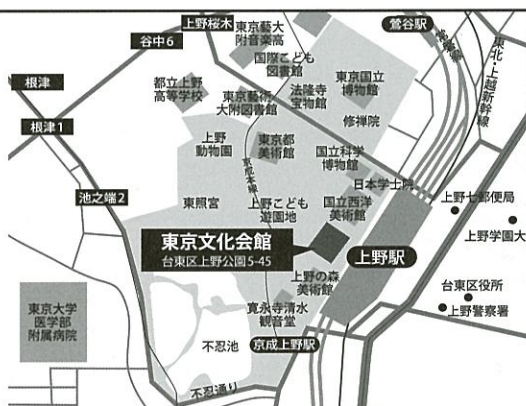 上野桜木
東京藝大
附音楽高
鶯谷駅
谷中6
国際こども
図書館
東北・上越新幹線
根津
都立上野
高等学校
法隆寺
宝物館
東京国立
博物館
東京藝術
大附図書館
修禅院
根津1
上野
動物園
東京都
美術館
国立科学
博物館
京成本線
日本学士院
池之端2
東照宮
上野こども
遊園地
国立西洋
美術館
上野七郵便局
上野学園大
東京文化会館
台東区上野公園5-45
上野駅
上野の森
美術館
台東区役所
上野警察署
東京大学
医学部
附属病院
寛永寺清水
観音堂
不忍池
京成上野駅
不忍通り